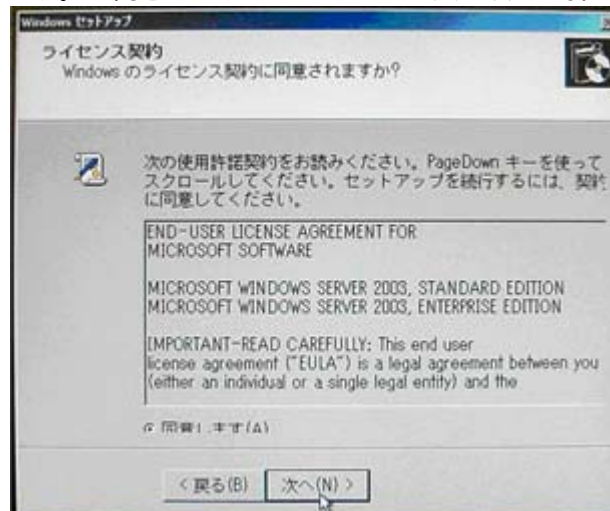 Windows セットアップ
ライセンス契約
Windows のライセンス契約に同意されますか?
次の使用許諾契約をお読みください。PageDown キーを使って
スクロールしてください。セットアップを続行するには、契約
に同意してください。
END-USER LICENSE AGREEMENT FOR
MICROSOFT SOFTWARE
MICROSOFT WINDOWS SERVER 2003, STANDARD EDITION
MICROSOFT WINDOWS SERVER 2003, ENTERPRISE EDITION
IMPORTANT-READ CAREFULLY: This end user
license agreement ("EULA") is a legal agreement between you
(either an individual or a single legal entity) and the
同意します(A)
< 戻る(B)
次へ(N) >